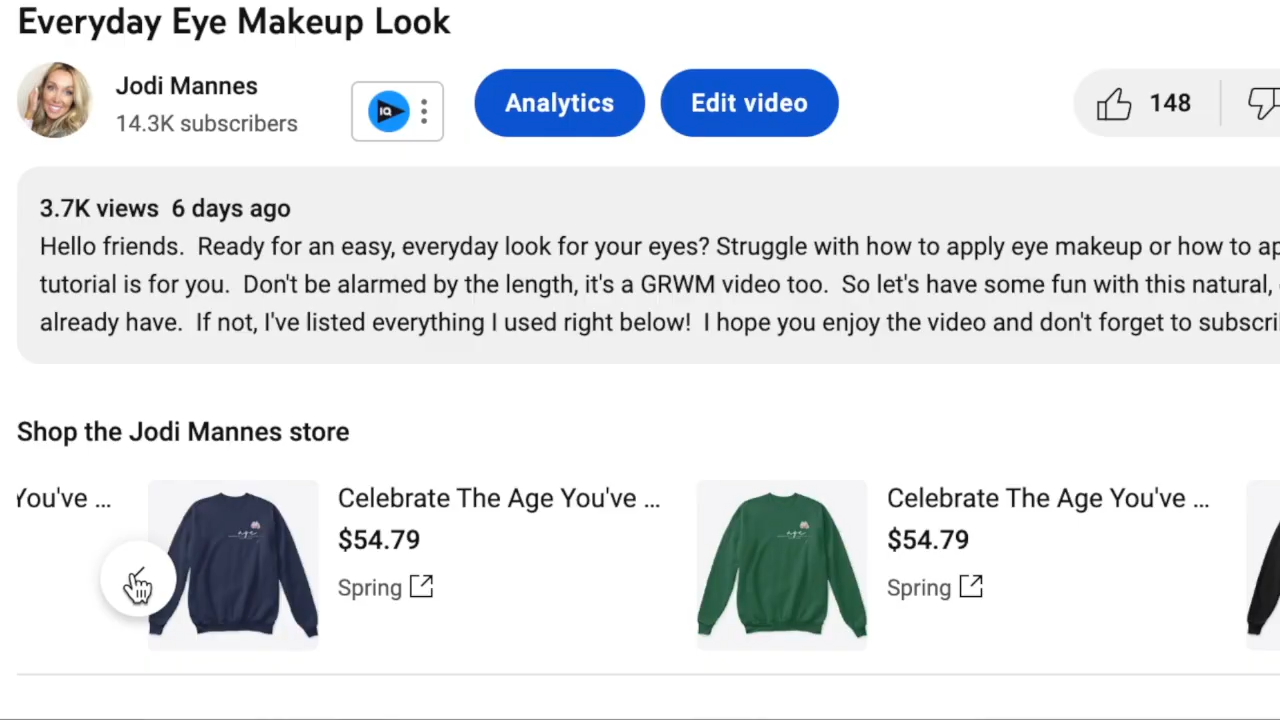 Everyday Eye Makeup Look
Jodi Mannes
14.3K subscribers
IQ
Analytics
Edit video
148
3.7K views 6 days ago
Hello friends. Ready for an easy, everyday look for your eyes? Struggle with how to apply eye makeup or how to ap
tutorial is for you. Don't be alarmed by the length, it's a GRWM video too. So let's have some fun with this natural,
already have. If not, I've listed everything I used right below! I hope you enjoy the video and don't forget to subscri
Shop the Jodi Mannes store
You've ...
Celebrate The Age You've ...
$54.79
Spring
age
Celebrate The Age You've ...
$54.79
Spring
age